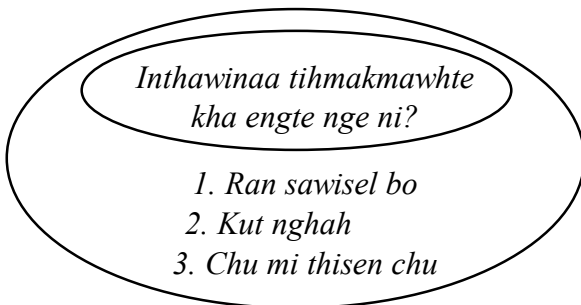 Inthawinaa tihmakmawhte
kha engte nge ni?
1. Ran sawisel bo
2. Kut nghah
3. Chu mi thisen chu